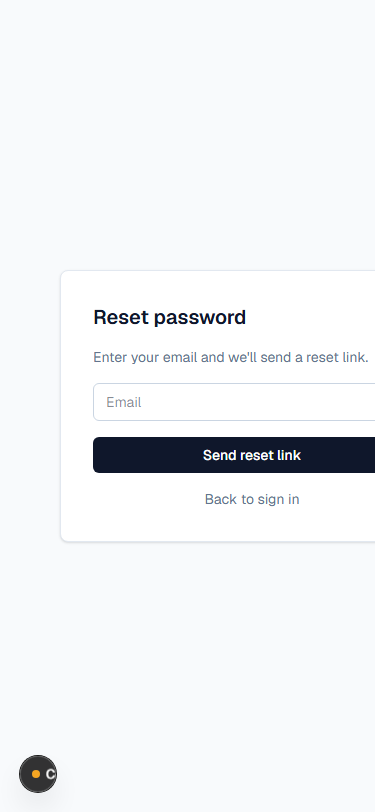 Reset password
Enter your email and we'll send a reset link.
Email
Send reset link
Back to sign in
C